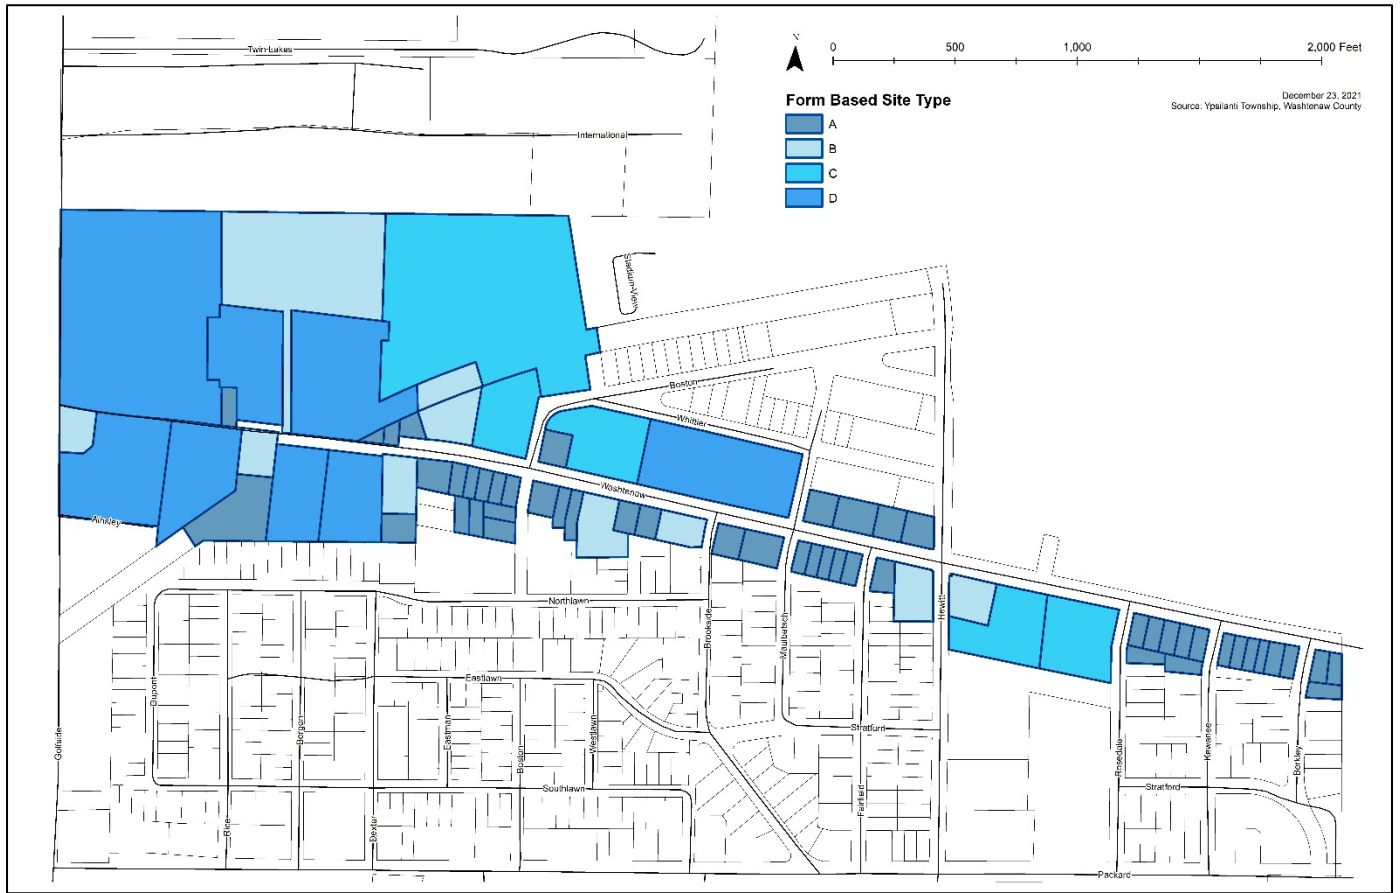 Twin-Lakes
N
0 500 1,000 2,000 Feet
Form Based Site Type
December 23, 2021
Source: Ypsilanti Township, Washtenaw County
A
B
C
D
International
Stadium-View
Boston
Whittier
Washtenaw
Ainsley
Northlawn
Brookside
Maulbetsch
Hewitt
Eastlawn
Dupont
Bergen
Eastman
Boston
Westlawn
Stratford
Golfside
Rosedale
Kewanee
Berkley
Southlawn
Stratford
Fairfield
Rice
Dexter
Packard